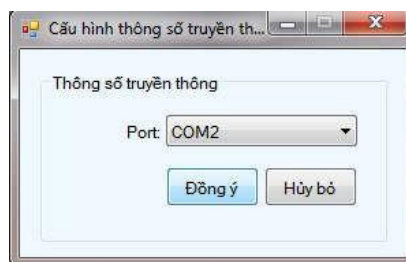 Cấu hình thông số truyền th...
Thông số truyền thông
Port: COM2
Đồng ý Hủy bỏ